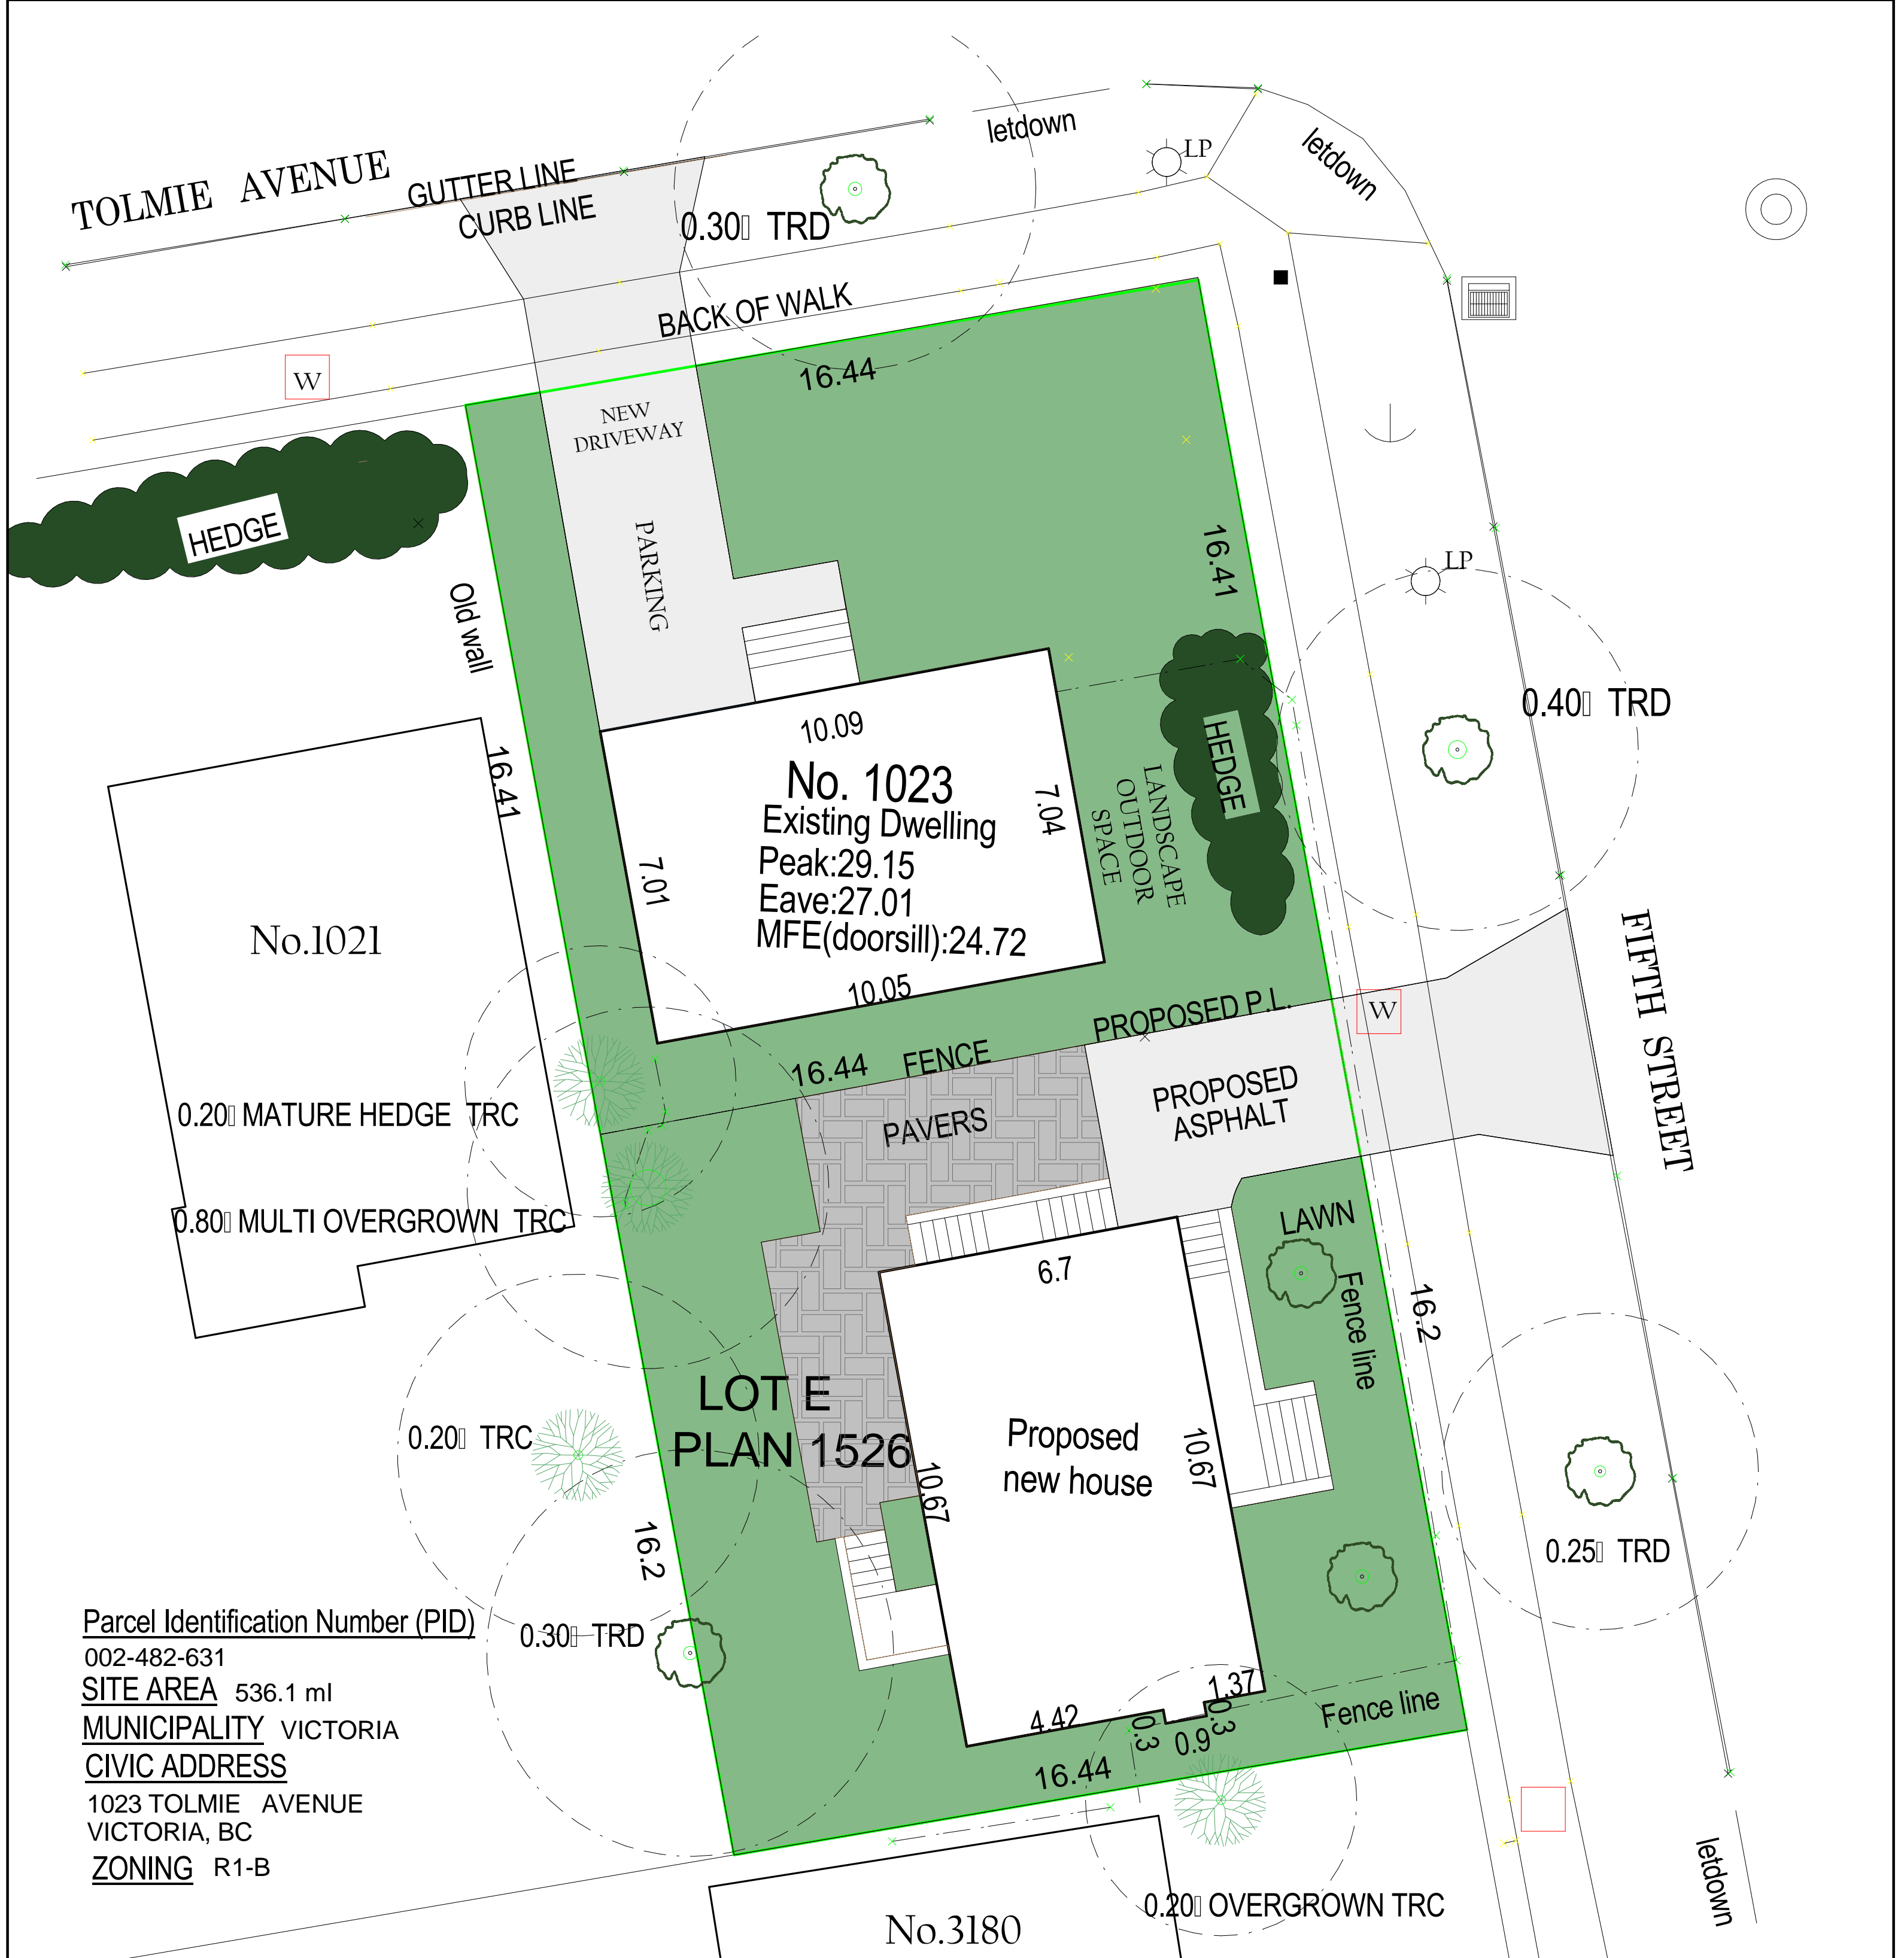 TOLMIE AVENUE
GUTTER LINE
CURB LINE
letdown
LP
letdown
0.30▯ TRD
BACK OF WALK
W
16.44
NEW
DRIVEWAY
HEDGE
PARKING
16.41
LP
Old wall
0.40▯ TRD
16.41
10.09
HEDGE
No. 1023
Existing Dwelling
Peak:29.15
Eave:27.01
MFE(doorsill):24.72
7.04
7.01
10.05
LANDSCAPE
OUTDOOR
SPACE
No.1021
FIFTH STREET
PROPOSED P.L.
W
16.44 FENCE
PROPOSED
ASPHALT
PAVERS
0.20▯ MATURE HEDGE TRC
0.80▯ MULTI OVERGROWN TRC
LAWN
6.7
Fence line
16.2
LOT E
PLAN 1526
0.20▯ TRC
Proposed
new house
10.67
10.67
16.2
0.25▯ TRD
0.30▯ TRD
Parcel Identification Number (PID)
002-482-631
SITE AREA 536.1 ml
MUNICIPALITY VICTORIA
CIVIC ADDRESS
1023 TOLMIE AVENUE
VICTORIA, BC
ZONING R1-B
1.37
4.42
0.3
0.9
0.3
Fence line
16.44
letdown
0.20▯ OVERGROWN TRC
No.3180